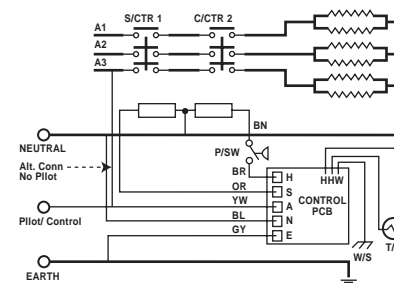 S/CTR 1
C/CTR 2
A1
A2
A3
BN
NEUTRAL
P/SW
Alt. Conn
No Pilot
BR
H
HHW
OR
S
CONTROL
PCB
YW
A
Pilot/ Control
BL
N
GY
E
W/S
T/
EARTH